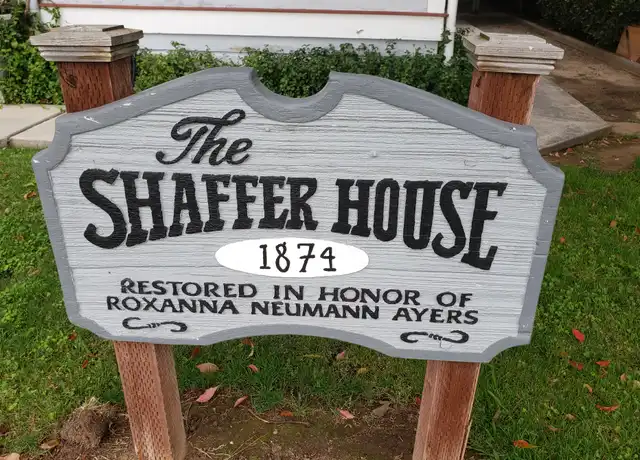 The
SHAFFER HOUSE
1874
RESTORED IN HONOR OF
ROXANNA NEUMANN AYERS